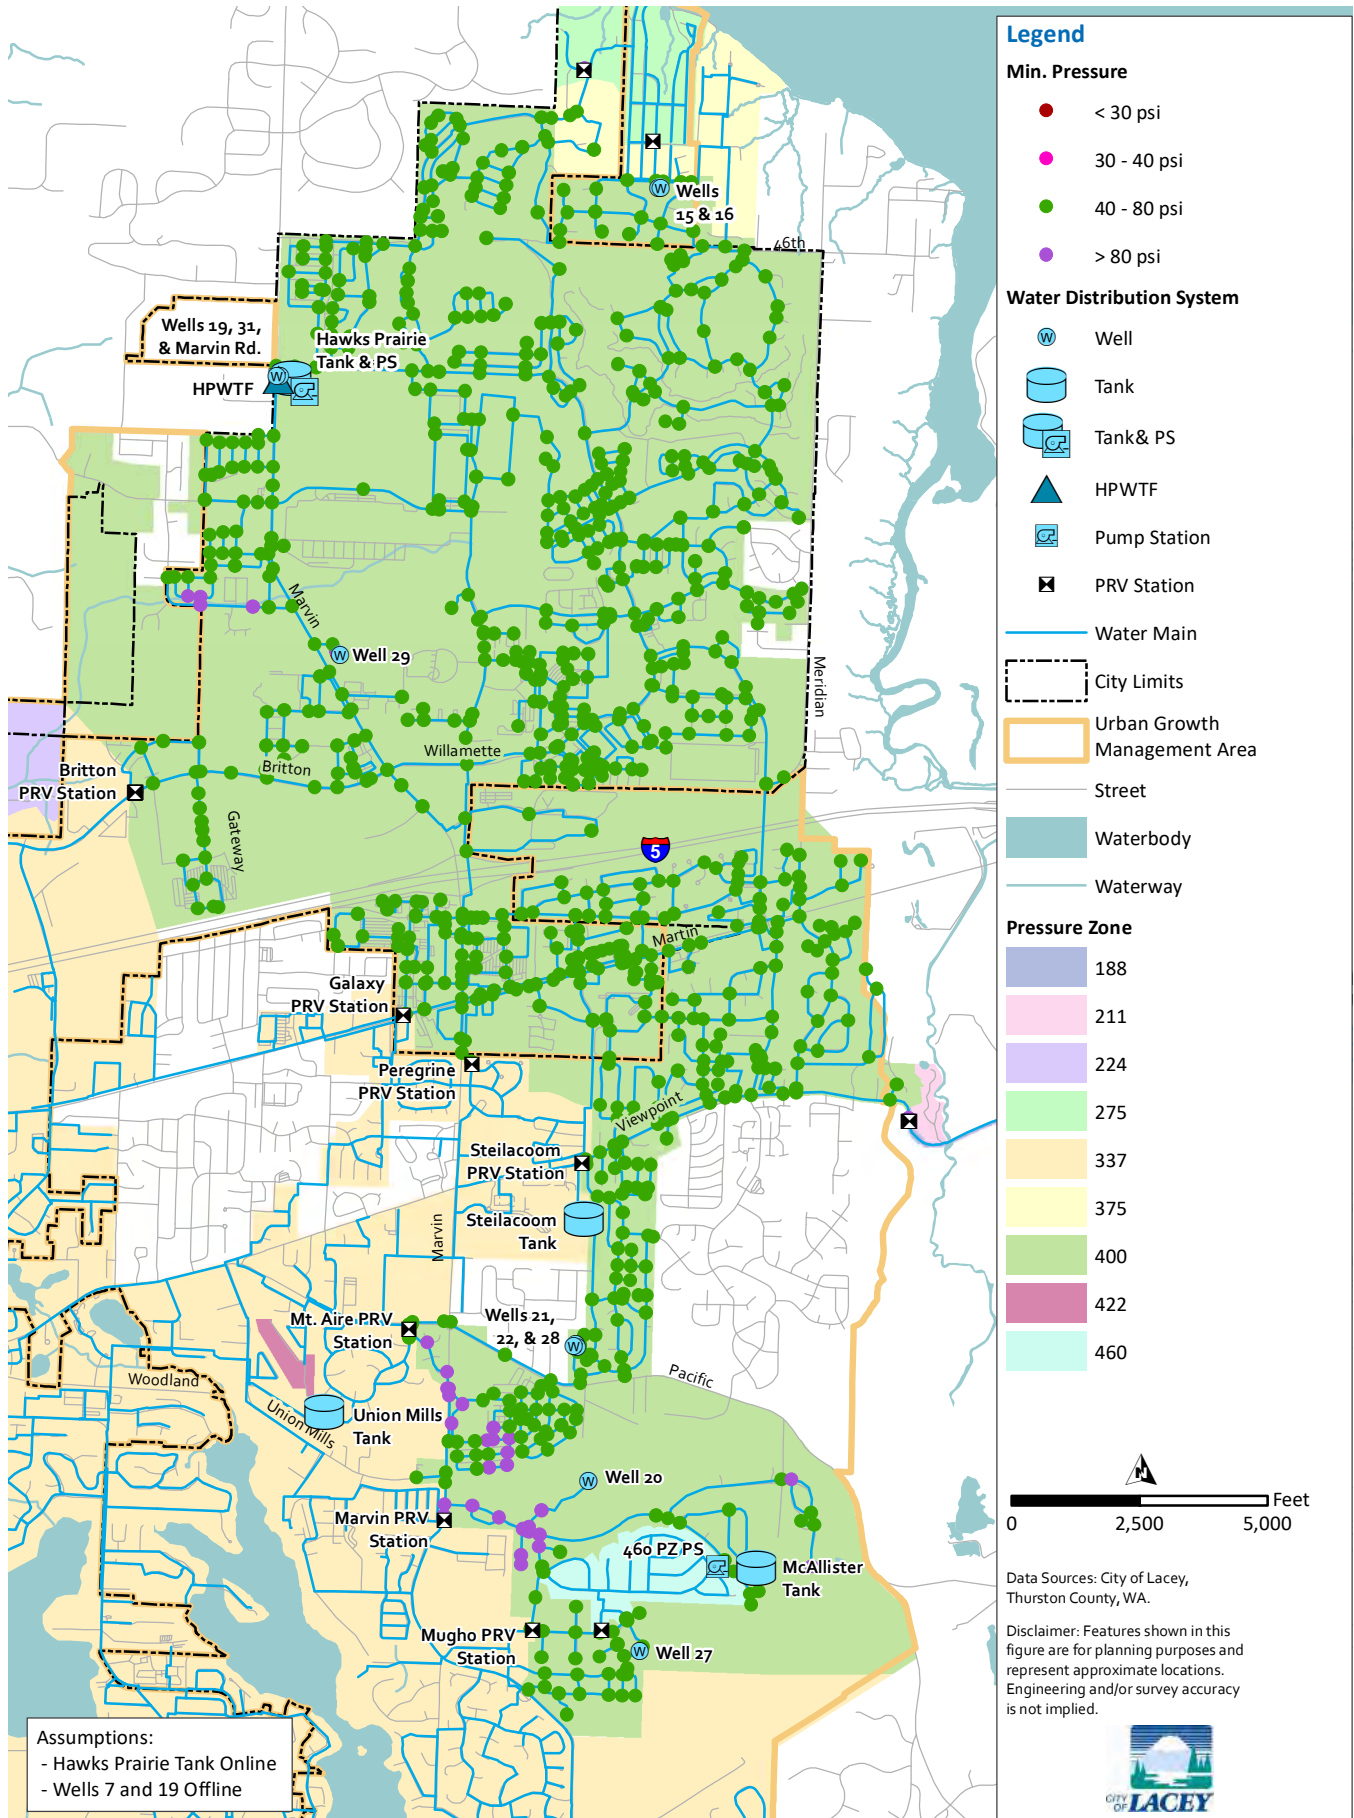 46th
Wells
15 & 16
Wells 19, 31,
& Marvin Rd.
Hawks Prairie
Tank & PS
HPWTF
W
Marvin
Well 29
Meridian
Willamette
Britton
Britton
PRV Station
Gateway
5
Martin
Galaxy
PRV Station
Peregrine
PRV Station
Viewpoint
Steilacoom
PRV Station
Steilacoom
Tank
Marvin
Wells 21,
22, & 28
Mt. Aire PRV
Station
Pacific
Woodland
Union Mills
Union Mills
Tank
Well 20
Marvin PRV
Station
460 PZ PS
McAllister
Tank
Mugho PRV
Station
Well 27
Assumptions:
- Hawks Prairie Tank Online
- Wells 7 and 19 Offline
Legend
Min. Pressure
< 30 psi
30 - 40 psi
40 - 80 psi
> 80 psi
Water Distribution System
W Well
Tank
Tank& PS
HPWTF
Pump Station
PRV Station
Water Main
City Limits
Urban Growth
Management Area
Street
Waterbody
Waterway
Pressure Zone
188
211
224
275
337
375
400
422
460
N
Feet
0 2,500 5,000
Data Sources: City of Lacey,
Thurston County, WA.
Disclaimer: Features shown in this
figure are for planning purposes and
represent approximate locations.
Engineering and/or survey accuracy
is not implied.
CITY
OF LACEY